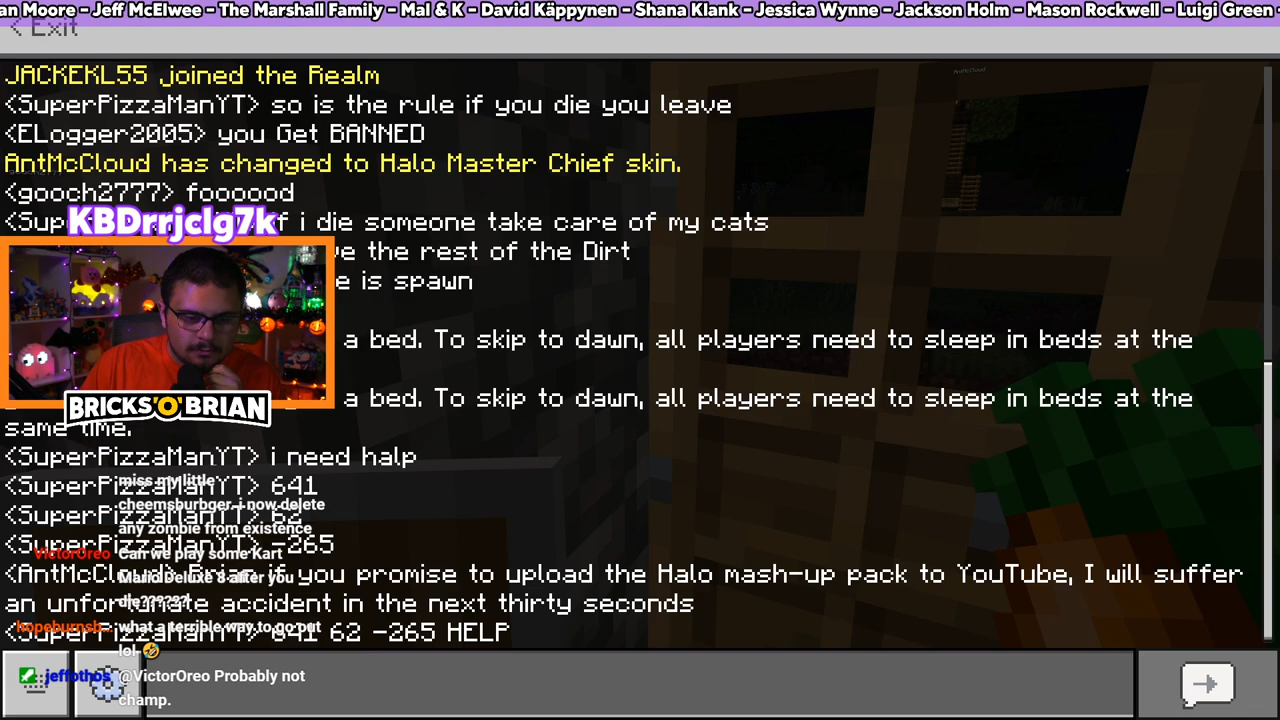 an Moore - Jeff McElwee - The Marshall Family - Mal & K - David Käppynen - Shana Klank - Jessica Wynne - Jackson Holm - Mason Rockwell - Luigi Green -
< Exit
JACKEKL55 joined the Realm
<SuperPizzaManYT> so is the rule if you die you leave
<ELogger2005> you Get BANNED
AntMcCloud has changed to Halo Master Chief skin.
<gooch2777> foooood
<Sup f i die someone take care of my cats
KBDrrjclg7k
ve the rest of the Dirt
e is spawn
a bed. To skip to dawn, all players need to sleep in beds at the
a bed. To skip to dawn, all players need to sleep in beds at the
BRICKS'O'BRIAN
same time.
<SuperPizzaManYT> i need halp
<SuperPizzaManYT> 641
<SuperPizzaManYT> 62
<SuperPizzaManYT> -265
<AntMcCloud> Brian if you promise to upload the Halo mash-up pack to YouTube, I will suffer
an unfortunate accident in the next thirty seconds
<SuperPizzaManYT> 641 62 -265 HELP
miss my little
cheemsburbger. i now delete
any zombie from existence
VictorOreo Can we play some Kart
Mario Deluxe 8 after you
die??????
hopeburnsb... what a terrible way to go out
lol 🤣
jeffothos @VictorOreo Probably not
champ.